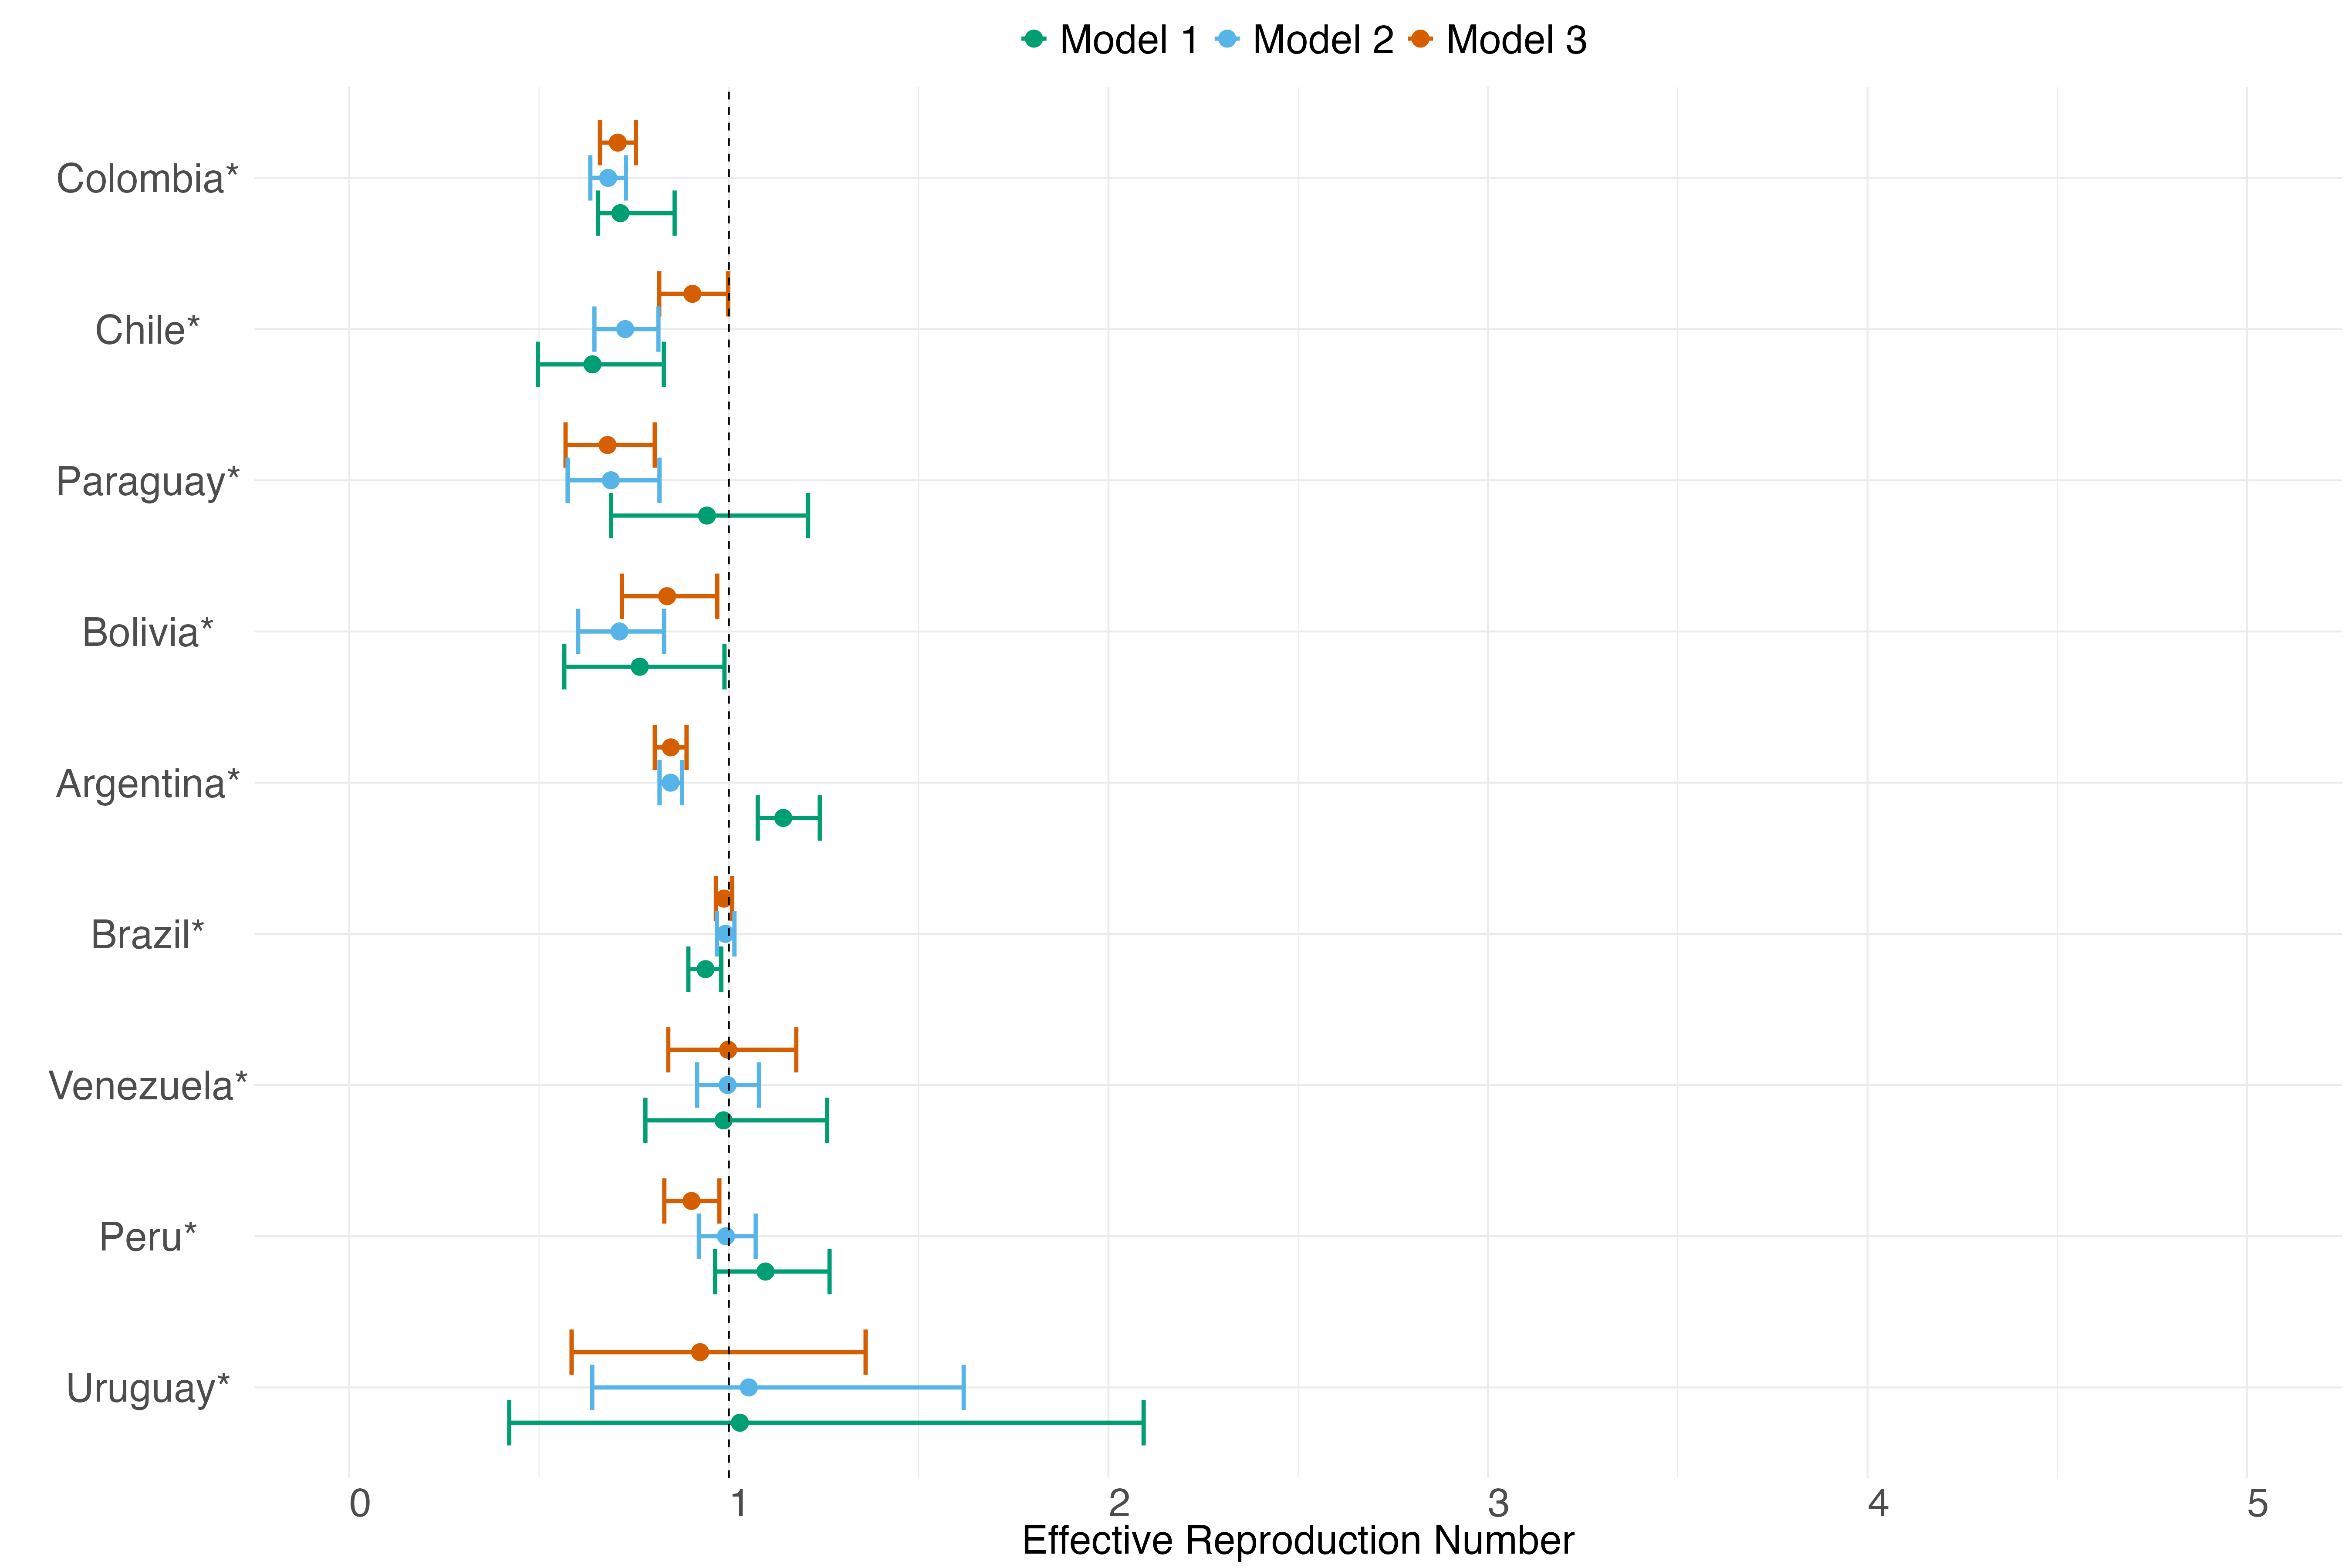 Model 1 Model 2 Model 3
Colombia*
Chile*
Paraguay*
Bolivia*
Argentina*
Brazil*
Venezuela*
Peru*
Uruguay*
0 1 2 3 4 5
Effective Reproduction Number